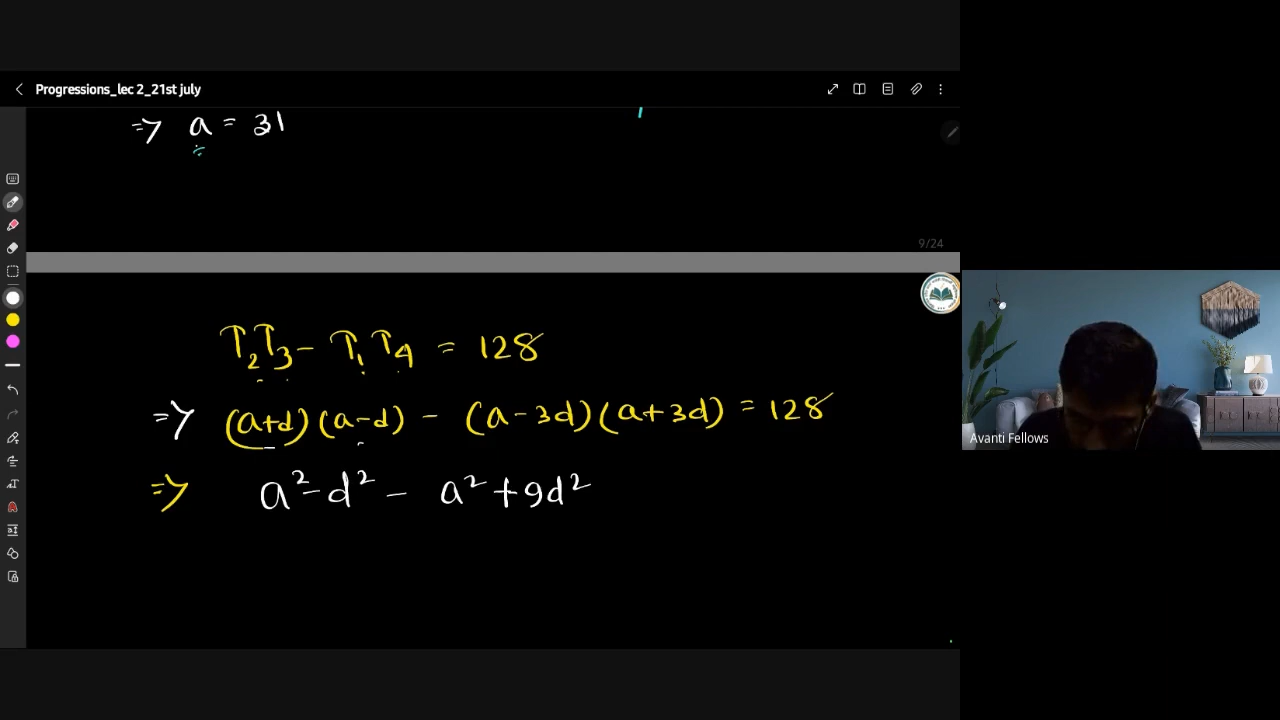 Progressions_lec 2_21st july
=> a = 31
9/24
T₂T₃ - T₁T₄ = 128
=> (a+d)(a-d) - (a-3d)(a+3d) = 128
=> a² - d² - a² + 9d²
Avanti Fellows